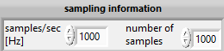 sampling information
samples/sec number of
[Hz] 1000 samples 1000